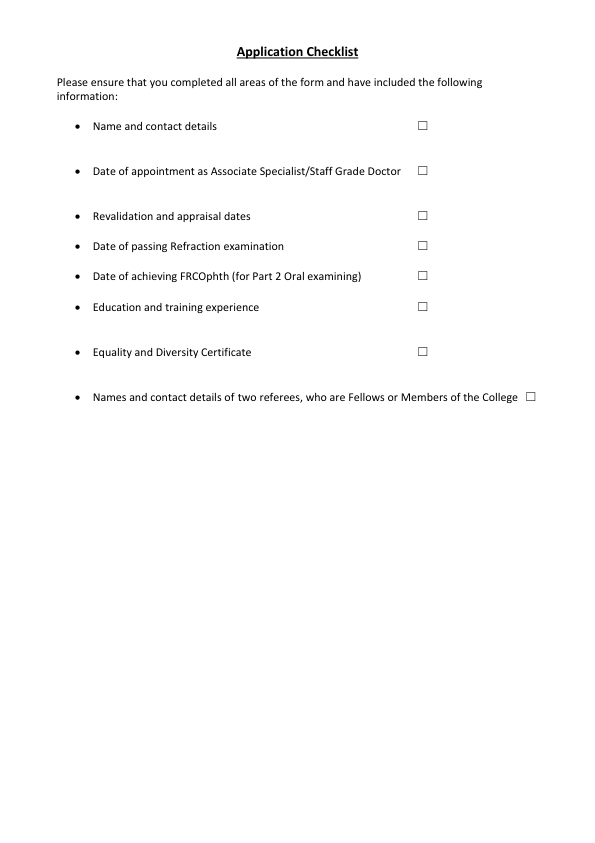 Application Checklist
Please ensure that you completed all areas of the form and have included the following
information:
• Name and contact details ☐
• Date of appointment as Associate Specialist/Staff Grade Doctor ☐
• Revalidation and appraisal dates ☐
• Date of passing Refraction examination ☐
• Date of achieving FRCOphth (for Part 2 Oral examining) ☐
• Education and training experience ☐
• Equality and Diversity Certificate ☐
• Names and contact details of two referees, who are Fellows or Members of the College ☐